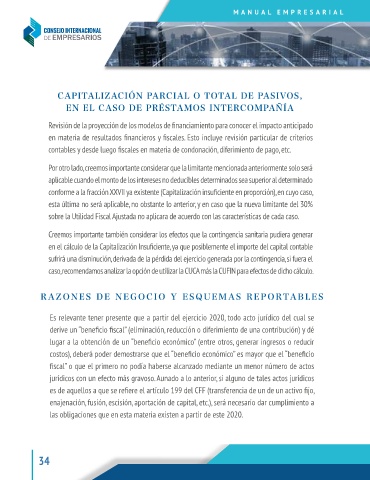 MANUAL EMPRESARIAL
CONSEJO INTERNACIONAL
DE EMPRESARIOS
CAPITALIZACIÓN PARCIAL O TOTAL DE PASIVOS,
EN EL CASO DE PRÉSTAMOS INTERCOMPAÑÍA
Revisión de la proyección de los modelos de financiamiento para conocer el impacto anticipado
en materia de resultados financieros y fiscales. Esto incluye revisión particular de criterios
contables y desde luego fiscales en materia de condonación, diferimiento de pago, etc.
Por otro lado, creemos importante considerar que la limitante mencionada anteriormente solo será
aplicable cuando el monto de los intereses no deducibles determinados sea superior al determinado
conforme a la fracción XXVII ya existente (Capitalización insuficiente en proporción), en cuyo caso,
esta última no será aplicable, no obstante lo anterior, y en caso que la nueva limitante del 30%
sobre la Utilidad Fiscal Ajustada no aplicara de acuerdo con las características de cada caso.
Creemos importante también considerar los efectos que la contingencia sanitaria pudiera generar
en el cálculo de la Capitalización Insuficiente, ya que posiblemente el importe del capital contable
sufrirá una disminución, derivada de la pérdida del ejercicio generada por la contingencia, si fuera el
caso, recomendamos analizar la opción de utilizar la CUCA más la CUFIN para efectos de dicho cálculo.
RAZONES DE NEGOCIO Y ESQUEMAS REPORTABLES
Es relevante tener presente que a partir del ejercicio 2020, todo acto jurídico del cual se
derive un "beneficio fiscal" (eliminación, reducción o diferimiento de una contribución) y dé
lugar a la obtención de un "beneficio económico" (entre otros, generar ingresos o reducir
costos), deberá poder demostrarse que el "beneficio económico" es mayor que el "beneficio
fiscal" o que el primero no podía haberse alcanzado mediante un menor número de actos
jurídicos con un efecto más gravoso. Aunado a lo anterior, si alguno de tales actos jurídicos
es de aquellos a que se refiere el artículo 199 del CFF (transferencia de un de un activo fijo,
enajenación, fusión, escisión, aportación de capital, etc.), será necesario dar cumplimiento a
las obligaciones que en esta materia existen a partir de este 2020.
34